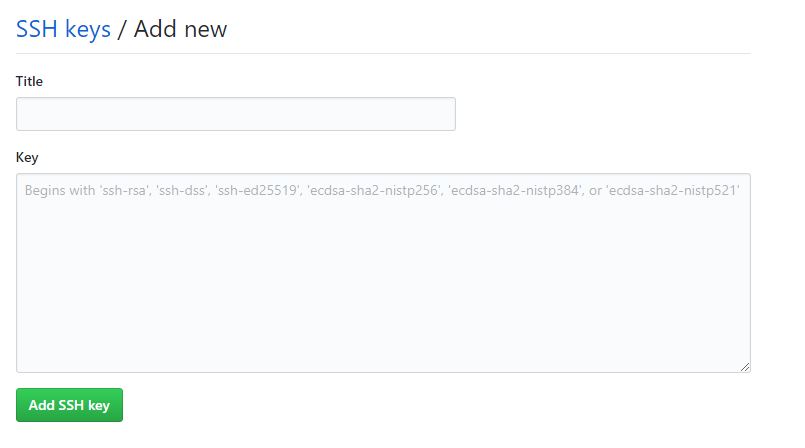 SSH keys / Add new
Title
Key
Begins with 'ssh-rsa', 'ssh-dss', 'ssh-ed25519', 'ecdsa-sha2-nistp256', 'ecdsa-sha2-nistp384', or 'ecdsa-sha2-nistp521'
Add SSH key